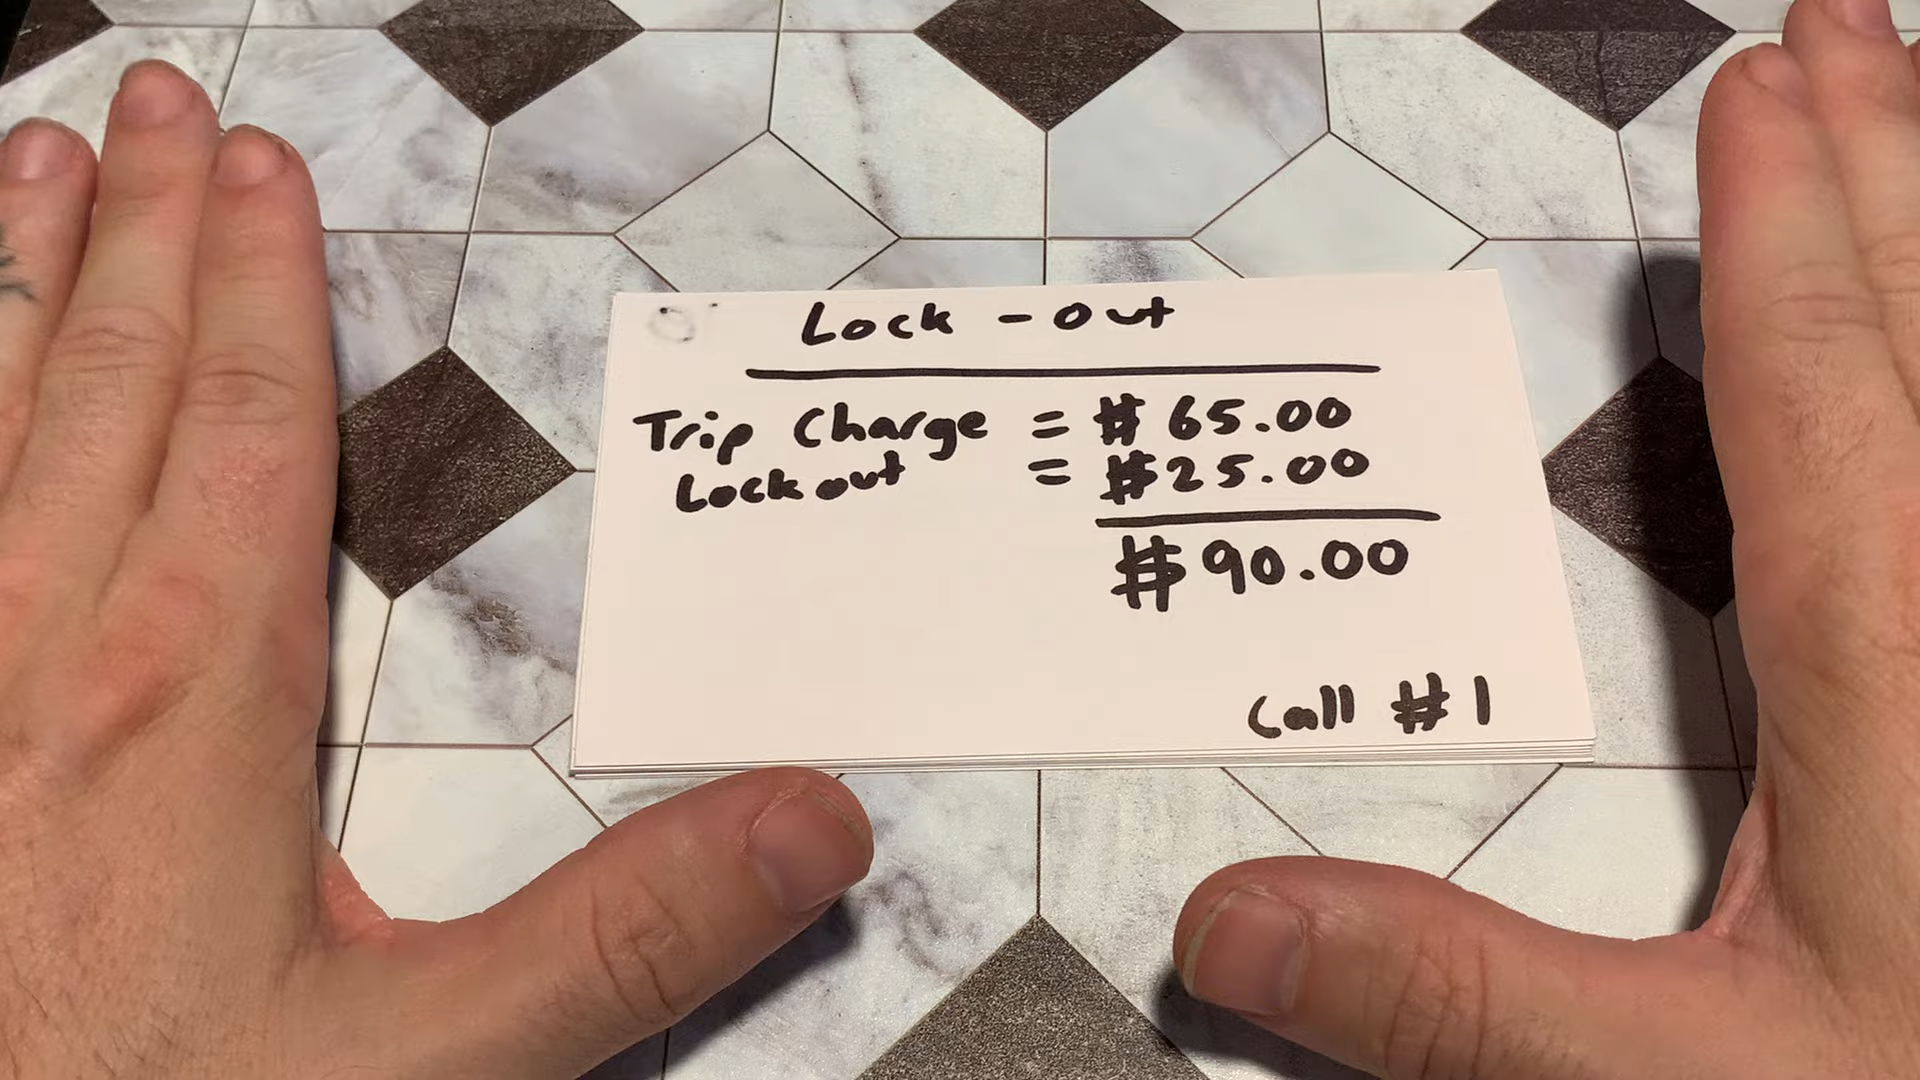 Lock-out
Trip Charge = $65.00
Lockout = $25.00
$90.00
Call #1